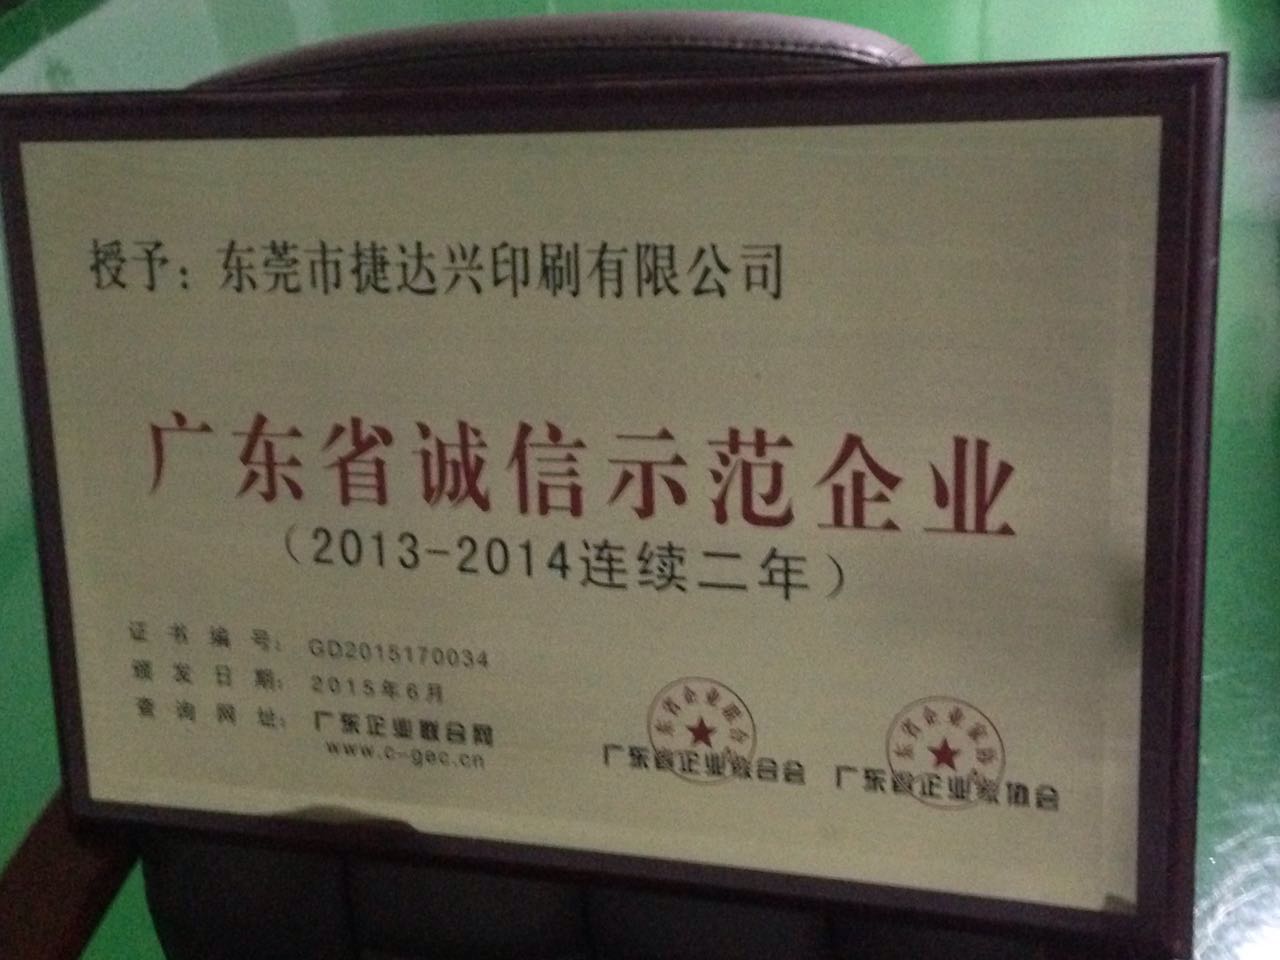 授予：东莞市捷达兴印刷有限公司
广东省诚信示范企业
（2013-2014连续二年）
证书编号：GD2015170034
颁发日期：2015年6月
查询网址：广东企业联合网
www.c-gec.cn
广东省企业联合会
广东省企业家协会